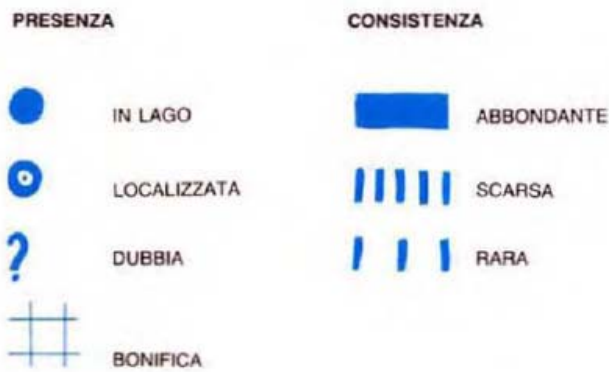 PRESENZA
IN LAGO
LOCALIZZATA
? DUBBIA
BONIFICA
CONSISTENZA
ABBONDANTE
SCARSA
RARA